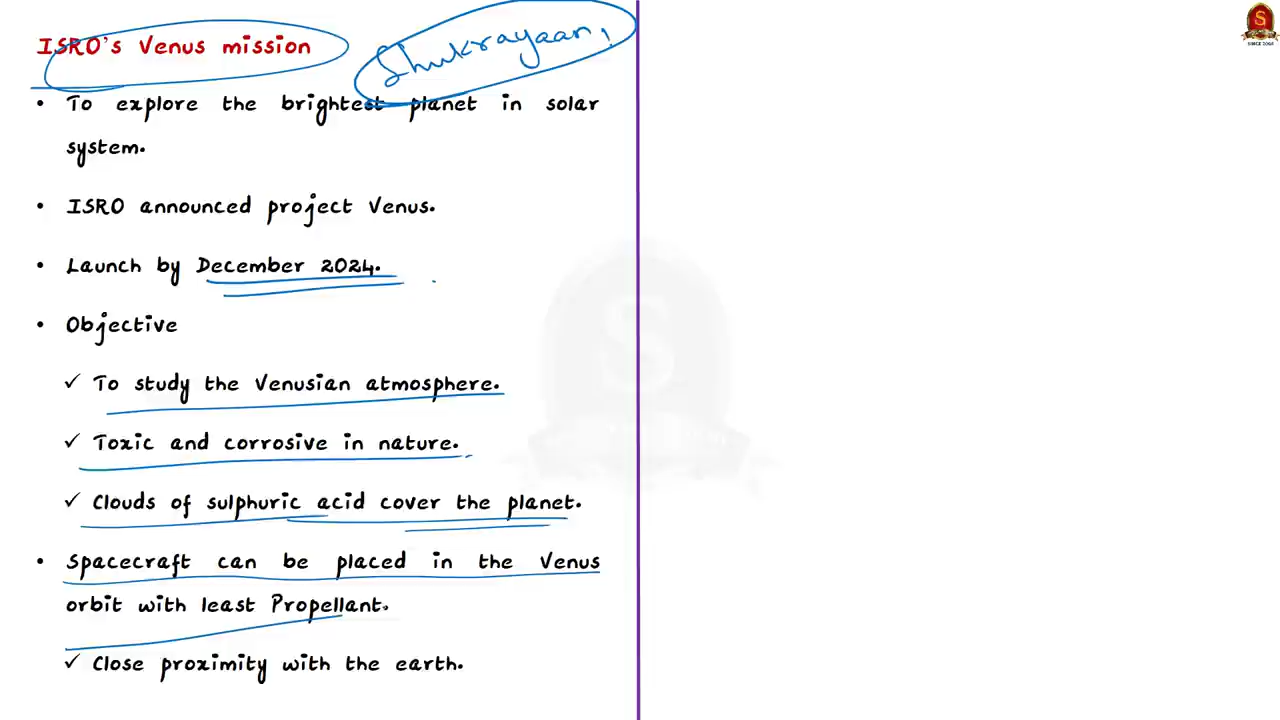 ISRO's Venus mission
Shukrayaan,
• To explore the brightest planet in solar
system.
• ISRO announced project Venus.
• Launch by December 2024.
• Objective
✓ To study the Venusian atmosphere.
✓ Toxic and corrosive in nature.
✓ Clouds of sulphuric acid cover the planet.
• Spacecraft can be placed in the Venus
orbit with least Propellant.
✓ Close proximity with the earth.
S
SINCE 2004
S